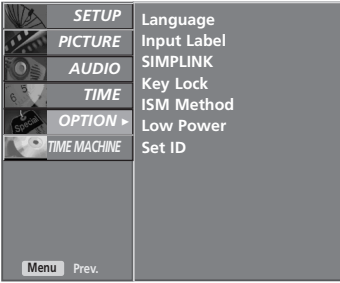 SETUP
PICTURE
AUDIO
TIME
OPTION ▸
TIME MACHINE
Menu Prev.
Language
Input Label
SIMPLINK
Key Lock
ISM Method
Low Power
Set ID